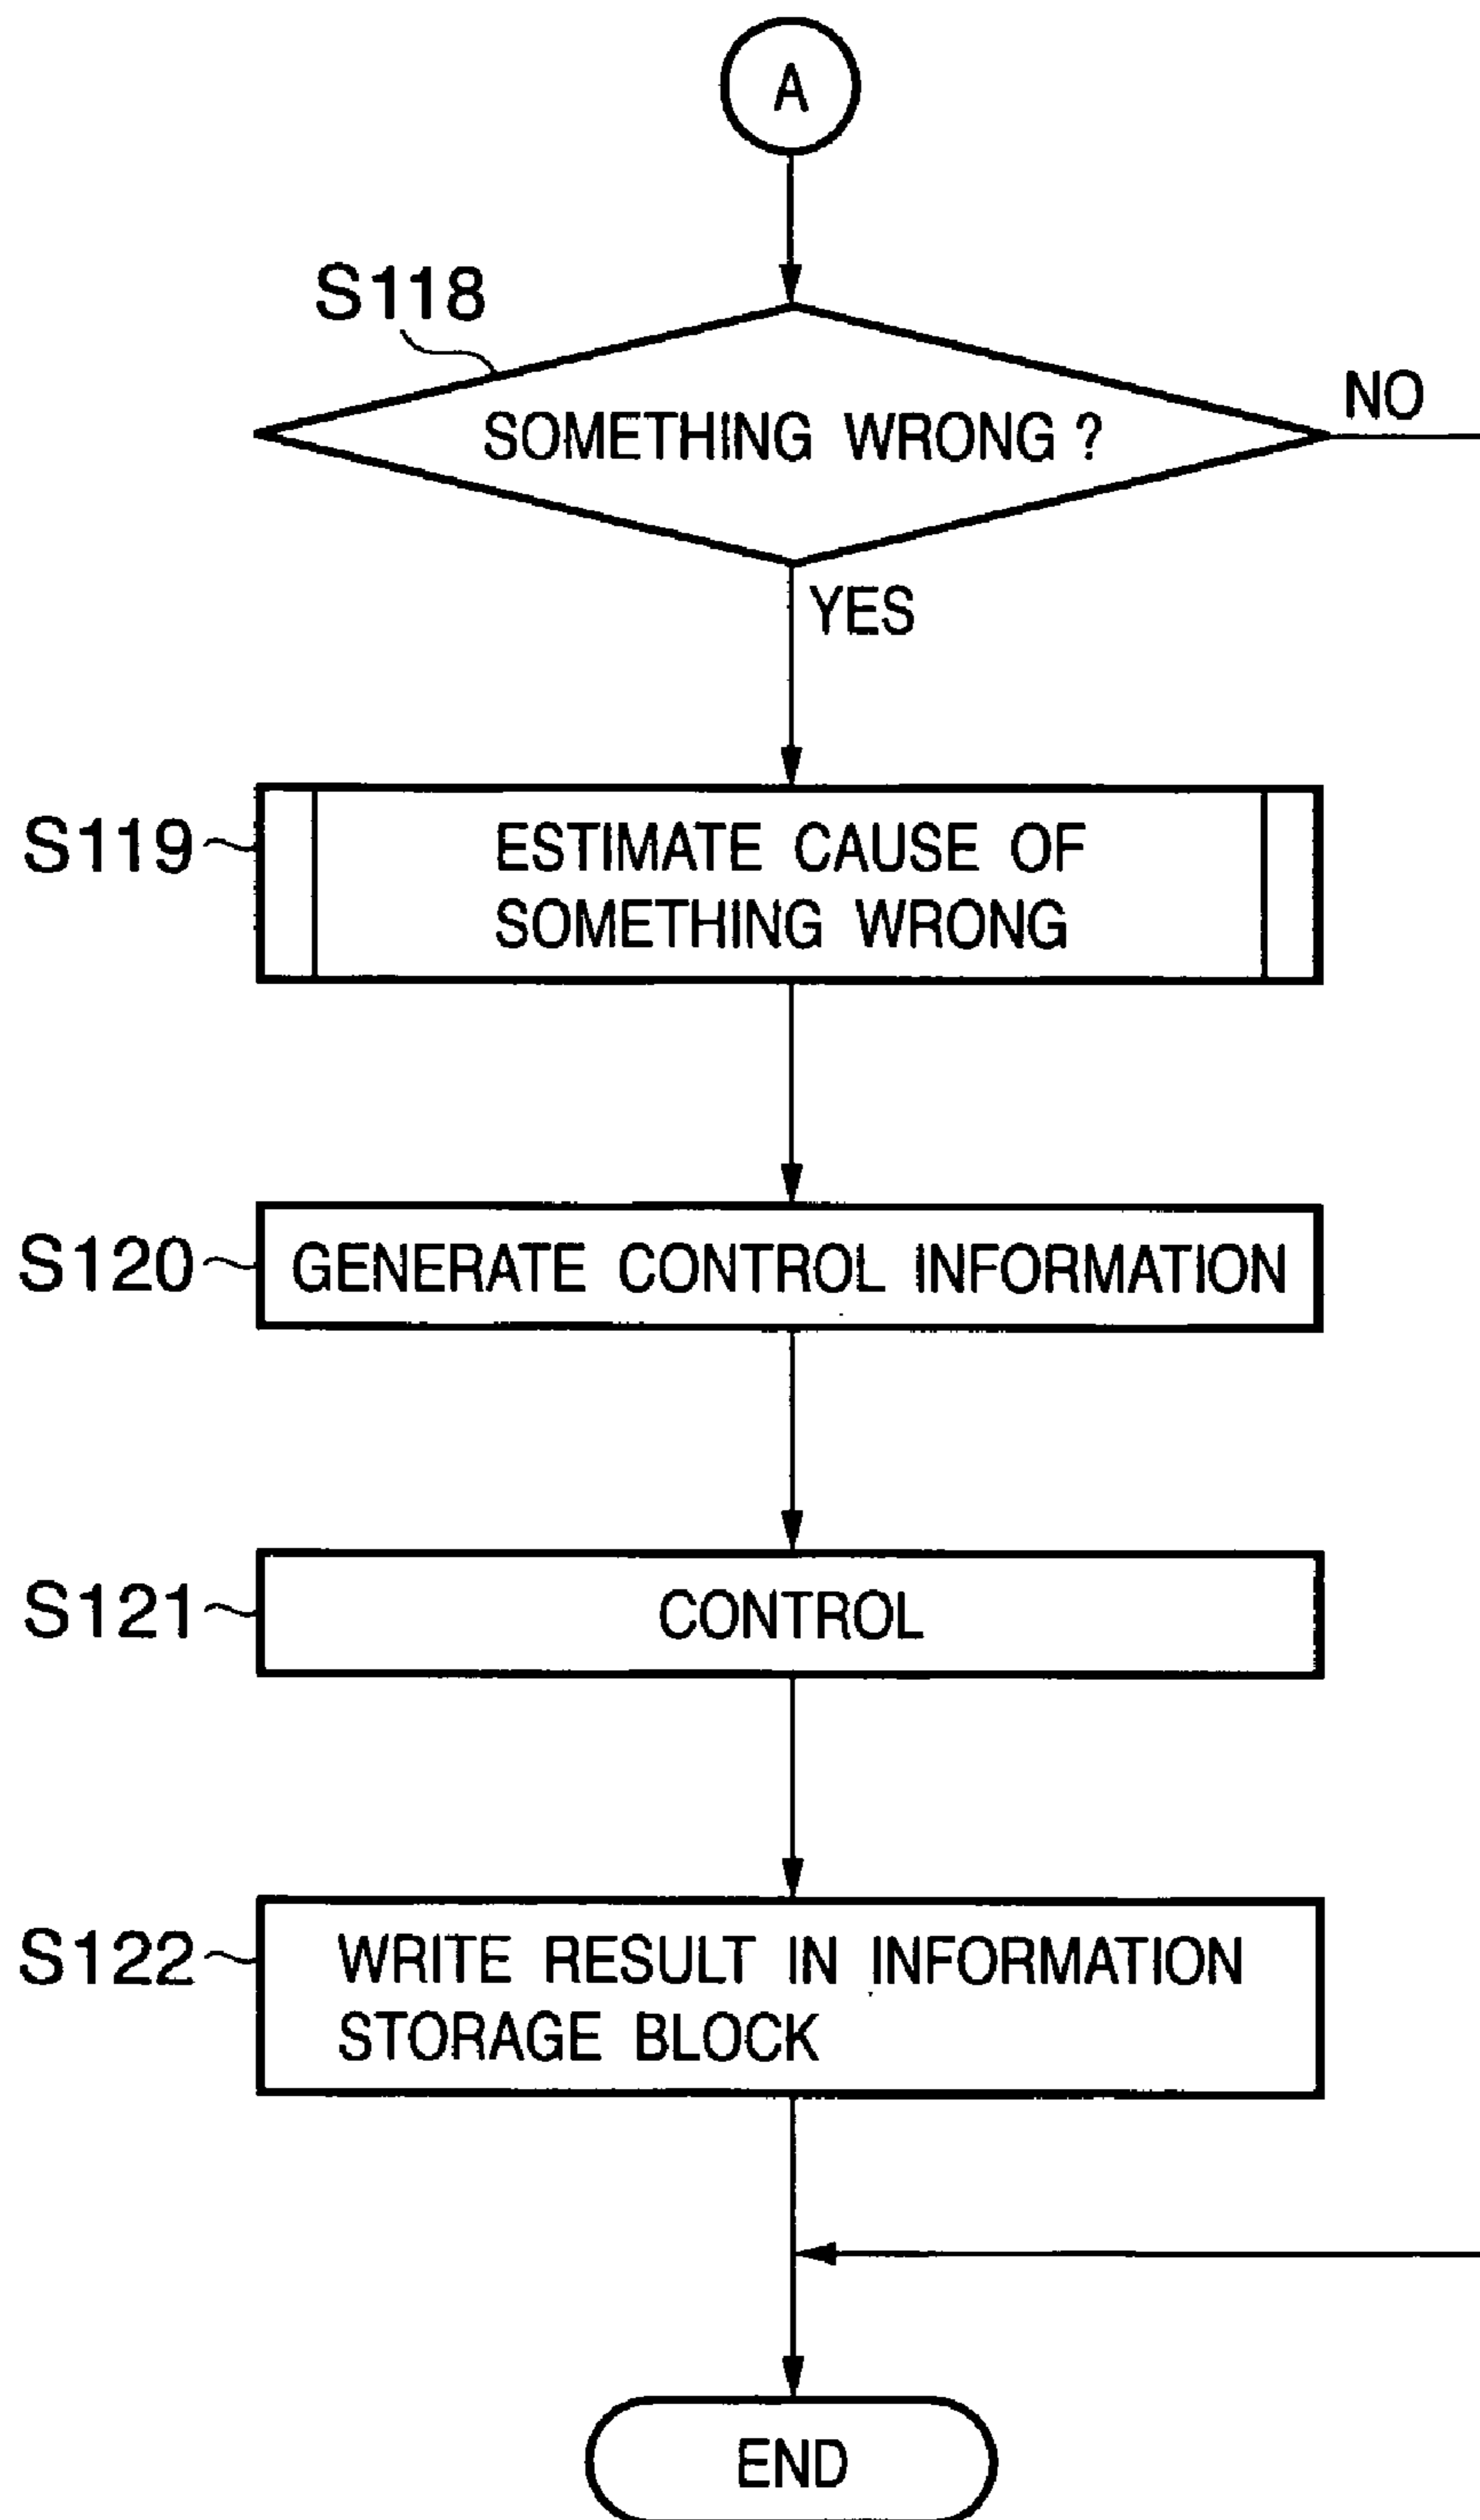 A
S118
SOMETHING WRONG ?
NO
YES
S119
ESTIMATE CAUSE OF
SOMETHING WRONG
S120
GENERATE CONTROL INFORMATION
S121
CONTROL
S122
WRITE RESULT IN INFORMATION
STORAGE BLOCK
END